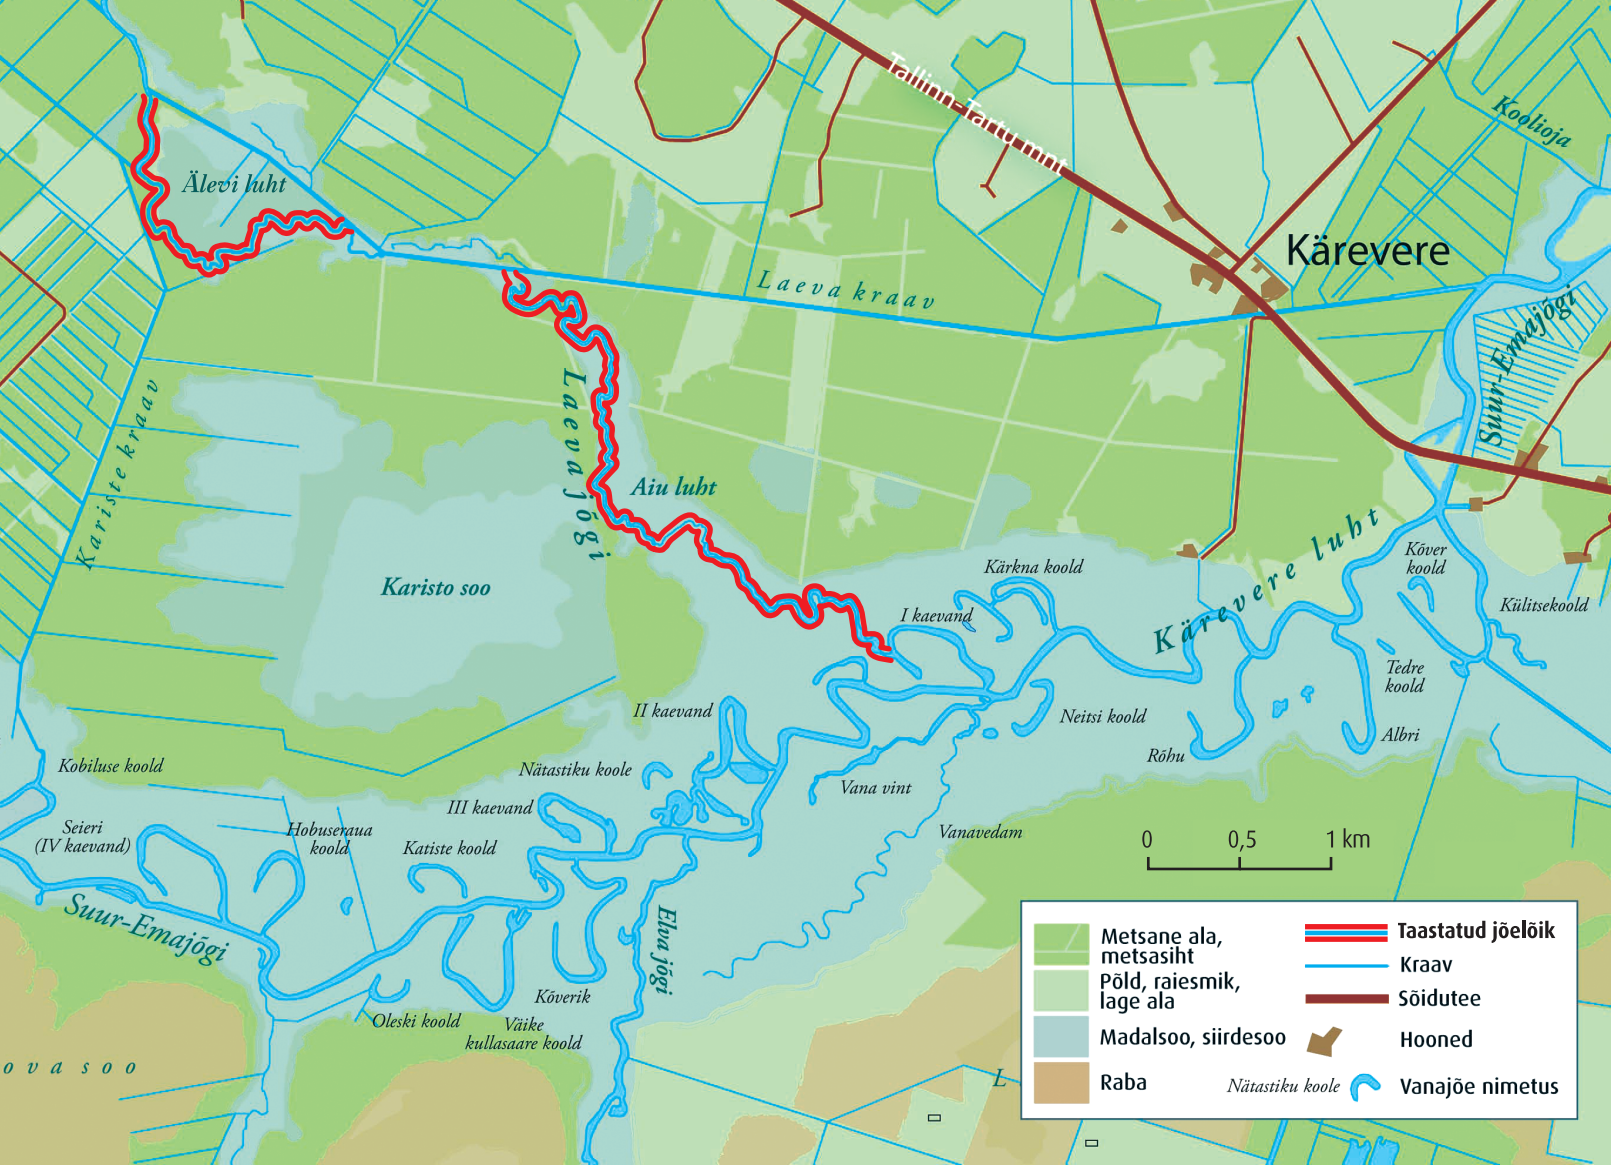 Tallinn-Tartu mnt
Koolioja
Älevi luht
Kärevere
Laeva kraav
Suur-Emajõgi
Karistekraav
Laeva jõgi
Aiu luht
Kärevere luht
Karisto soo
Kärkna koold
Kõver
koold
I kaevand
Külitsekoold
Tedre
koold
II kaevand
Neitsi koold
Albri
Rõhu
Kobiluse koold
Nätastiku koole
Vana vint
III kaevand
Seieri
(IV kaevand)
Hobuseraua
koold
Katiste koold
Vanavedam
0 0,5 1 km
Suur-Emajõgi
Elva jõgi
Kõverik
Oleski koold
Väike
kullasaare koold
ova soo
L
Metsane ala,
metsasiht
Põld, raiesmik,
lage ala
Madalsoo, siirdesoo
Raba
Taastatud jõelõik
Kraav
Sõidutee
Hooned
Nätastiku koole
Vanajõe nimetus